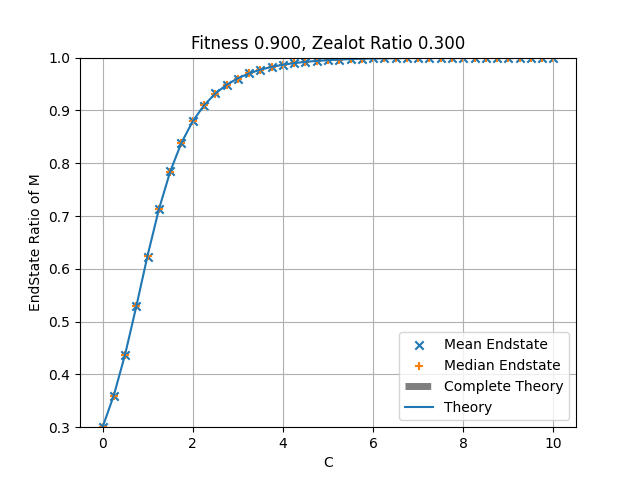 Fitness 0.900, Zealot Ratio 0.300
1.0
0.9
0.8
0.7
0.6
0.5
0.4
0.3
EndState Ratio of M
0 2 4 6 8 10
C
Mean Endstate
Median Endstate
Complete Theory
Theory